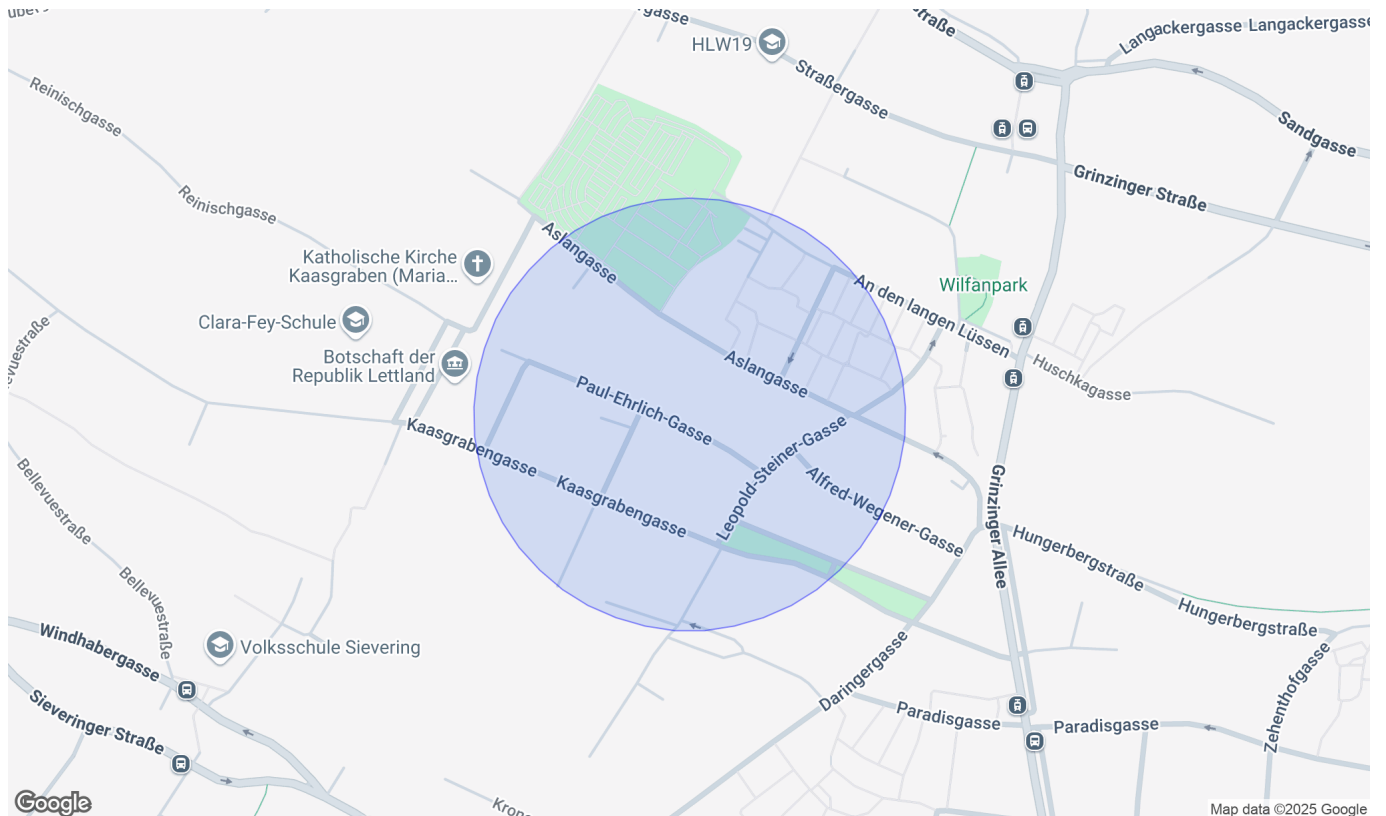 gasse
HLW19
Straßergasse
straße
Langackergasse
Langackergasse
Sandgasse
Grinzinger Straße
Reinischgasse
Reinischgasse
Katholische Kirche
Kaasgraben (Maria...
Clara-Fey-Schule
Botschaft der
Republik Lettland
Aslangasse
An den langen Lüssen
Wilfanpark
Huschkagasse
Aslangasse
Paul-Ehrlich-Gasse
Leopold-Steiner-Gasse
Alfred-Wegener-Gasse
Kaasgrabengasse
Kaasgrabengasse
Grinzinger Allee
Hungerbergstraße
Hungerbergstraße
Zehenthofgasse
Bellevuestraße
Bellevuestraße
Windhabergasse
Volksschule Sievering
Sieveringer Straße
Daringergasse
Paradisgasse
Paradisgasse
Google
Map data ©2025 Google